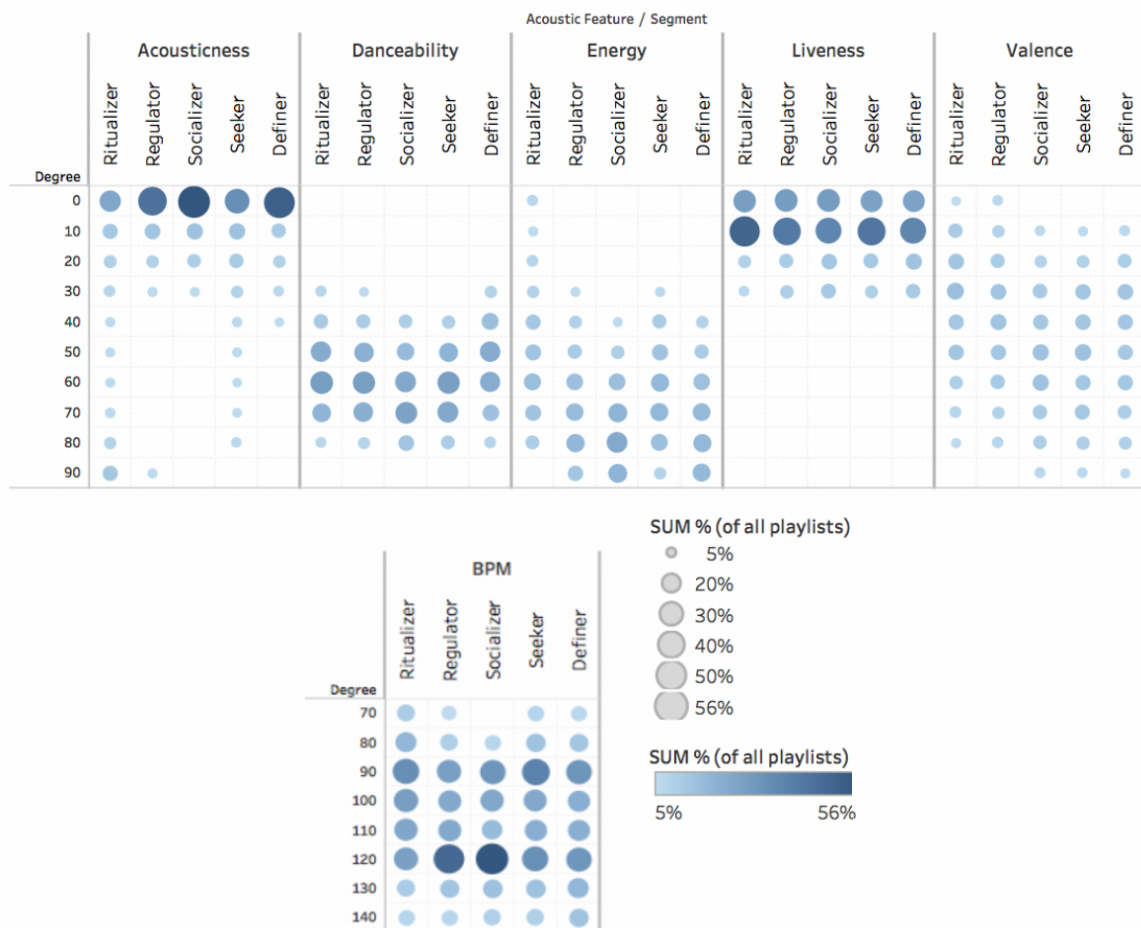 Acoustic Feature / Segment
Acousticness Danceability Energy Liveness Valence
Ritualizer Regulator Socializer Seeker Definer Ritualizer Regulator Socializer Seeker Definer Ritualizer Regulator Socializer Seeker Definer Ritualizer Regulator Socializer Seeker Definer Ritualizer Regulator Socializer Seeker Definer
Degree
0
10
20
30
40
50
60
70
80
90
BPM
Ritualizer Regulator Socializer Seeker Definer
Degree
70
80
90
100
110
120
130
140
SUM % (of all playlists)
5%
20%
30%
40%
50%
56%
SUM % (of all playlists)
5% 56%